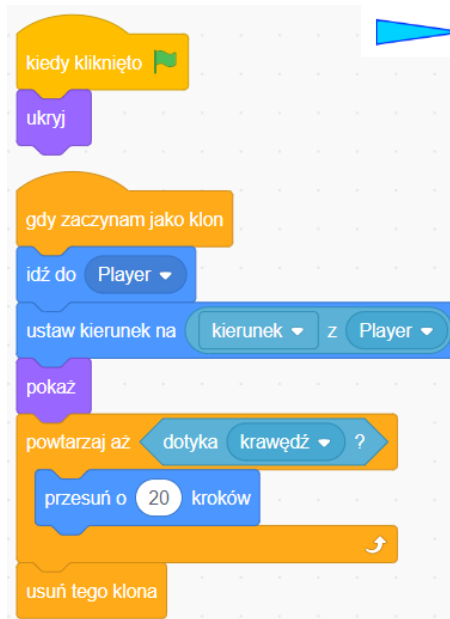 kiedy kliknięto
ukryj
gdy zaczynam jako klon
idź do Player
ustaw kierunek na kierunek z Player
pokaż
powtarzaj aż dotyka krawędź ?
przesuń o 20 kroków
usuń tego klona